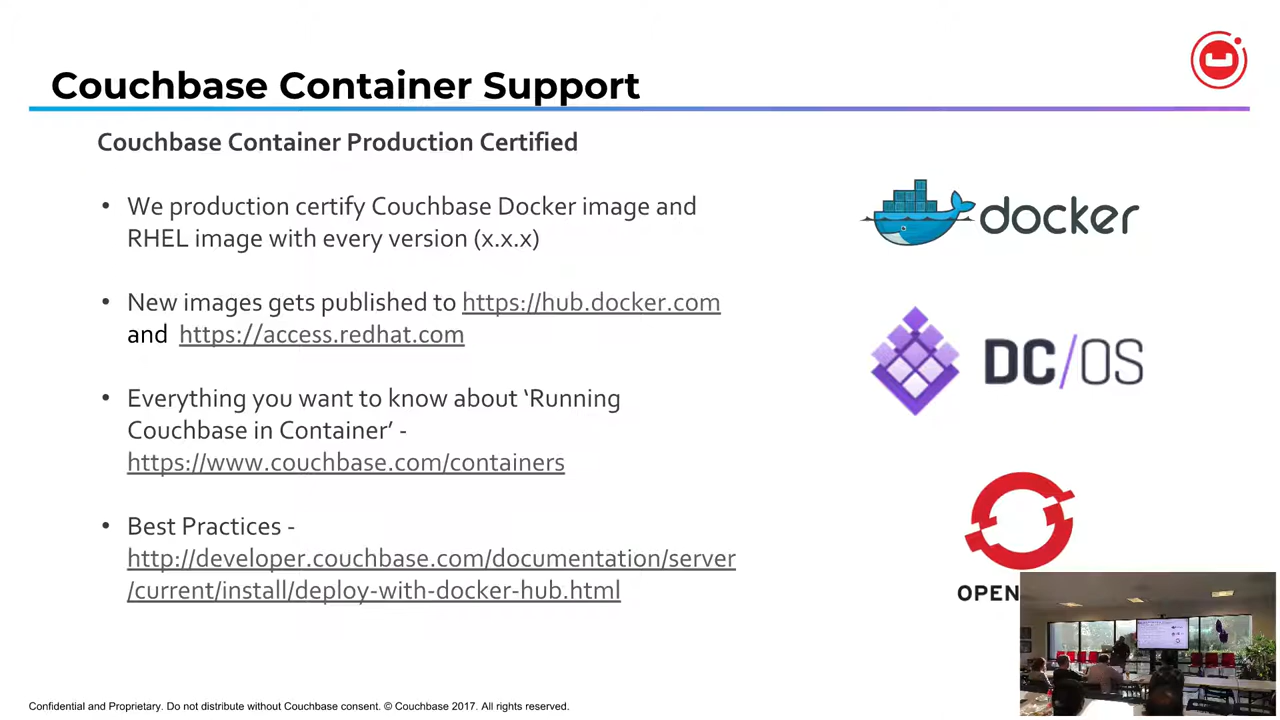 Couchbase Container Support
Couchbase Container Production Certified
• We production certify Couchbase Docker image and
RHEL image with every version (x.x.x)
• New images gets published to https://hub.docker.com
and https://access.redhat.com
• Everything you want to know about ‘Running
Couchbase in Container’ -
https://www.couchbase.com/containers
• Best Practices -
http://developer.couchbase.com/documentation/server
/current/install/deploy-with-docker-hub.html
docker
DC/OS
OPEN
Confidential and Proprietary. Do not distribute without Couchbase consent. © Couchbase 2017. All rights reserved.